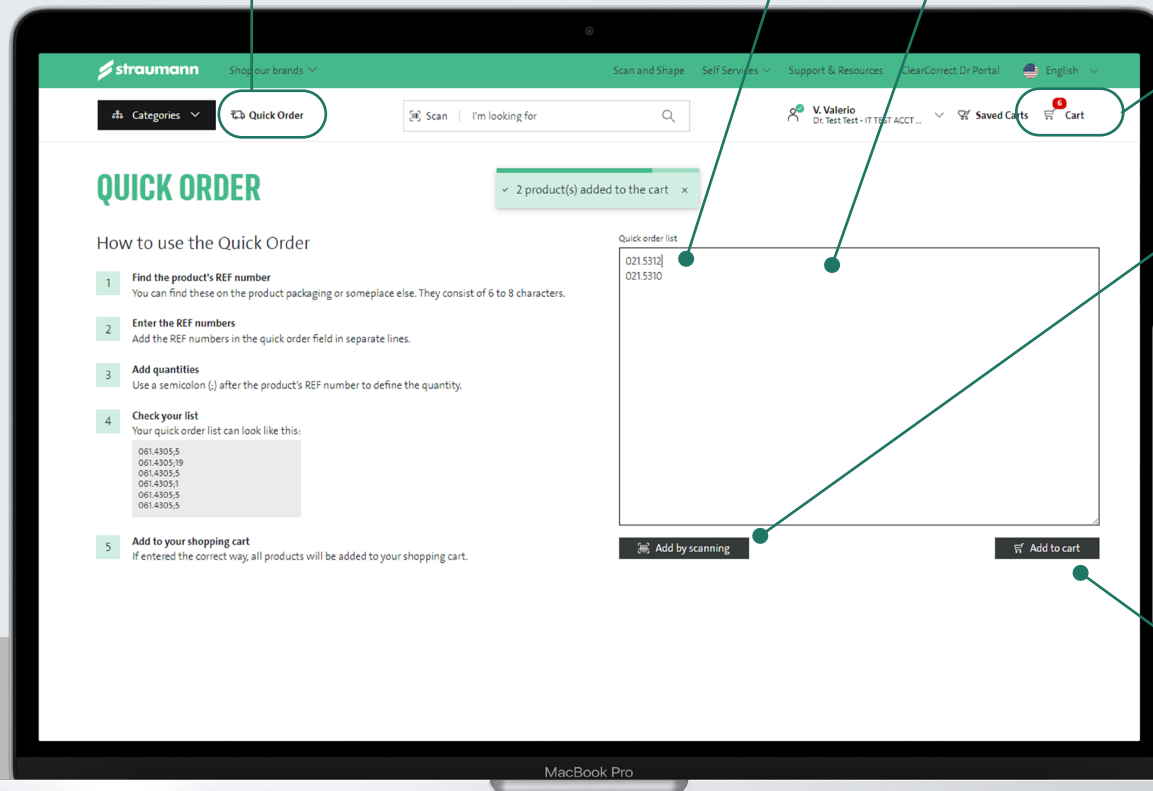 straumann
Shop our brands
Scan and Shape
Self Services
Support & Resources
ClearCorrect Dr Portal
English
Categories
Quick Order
Scan
I'm looking for
V. Valerio
Dr. Test Test - IT TEST ACCT ...
Saved Carts
6
Cart
QUICK ORDER
2 product(s) added to the cart
How to use the Quick Order
1 Find the product's REF number
You can find these on the product packaging or someplace else. They consist of 6 to 8 characters.
2 Enter the REF numbers
Add the REF numbers in the quick order field in separate lines.
3 Add quantities
Use a semicolon (;) after the product's REF number to define the quantity.
4 Check your list
Your quick order list can look like this:
061.4305;5
061.4305;19
061.4305;5
061.4305;1
061.4305;5
061.4305;5
5 Add to your shopping cart
If entered the correct way, all products will be added to your shopping cart.
Quick order list
021.5312
021.5310
Add by scanning
Add to cart
MacBook Pro